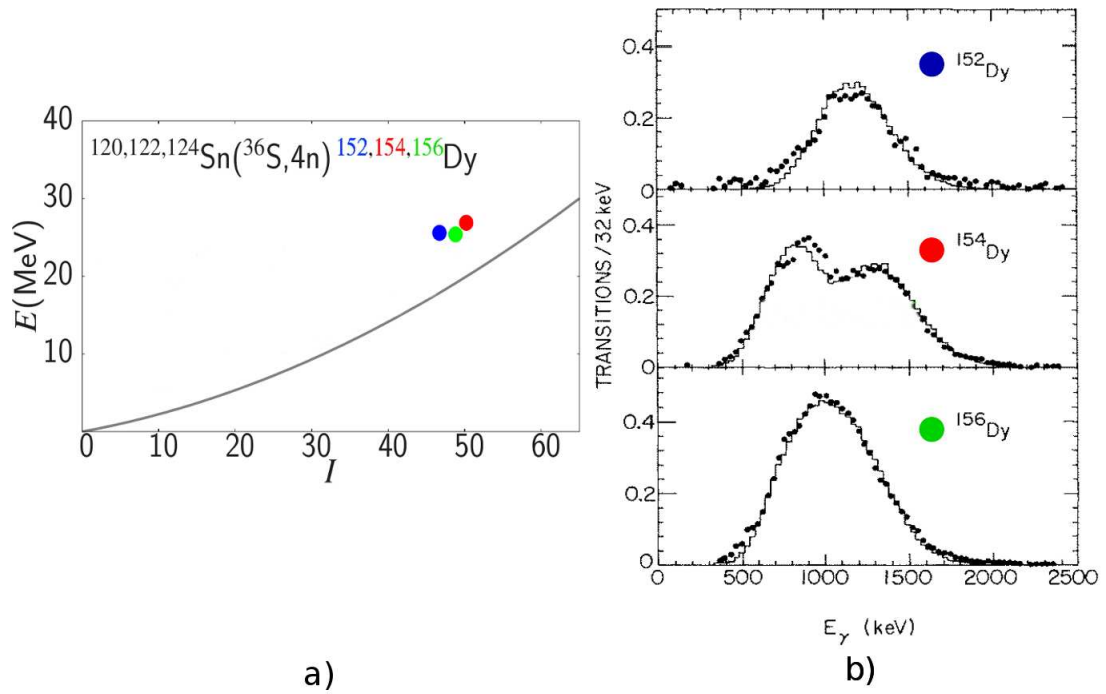 40
30
20
10
E(MeV)
120,122,124Sn(36S,4n)152,154,156Dy
0 10 20 30 40 50 60
I
a)
0.4
0.2
0
152Dy
0.4
0.2
0
154Dy
0.4
0.2
0
156Dy
TRANSITIONS/32 keV
0 500 1000 1500 2000 2500
Eγ (keV)
b)